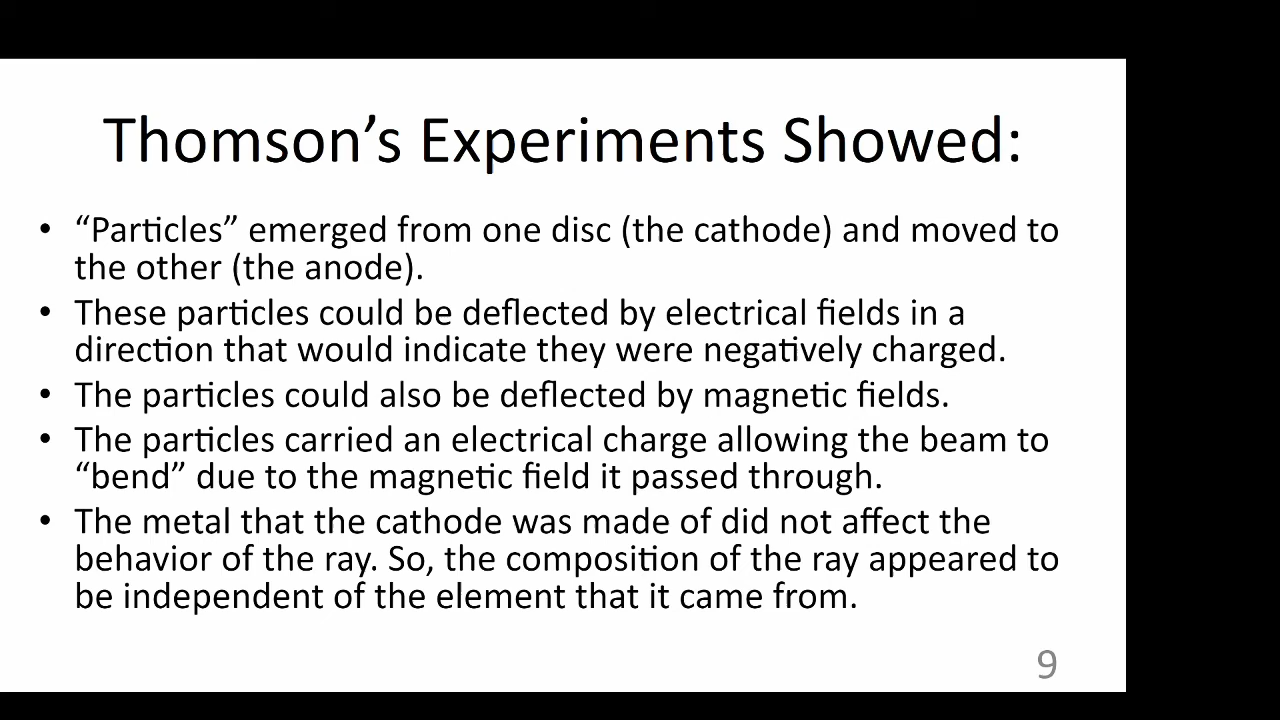 Thomson’s Experiments Showed:
• “Particles” emerged from one disc (the cathode) and moved to
the other (the anode).
• These particles could be deflected by electrical fields in a
direction that would indicate they were negatively charged.
• The particles could also be deflected by magnetic fields.
• The particles carried an electrical charge allowing the beam to
“bend” due to the magnetic field it passed through.
• The metal that the cathode was made of did not affect the
behavior of the ray. So, the composition of the ray appeared to
be independent of the element that it came from.
9